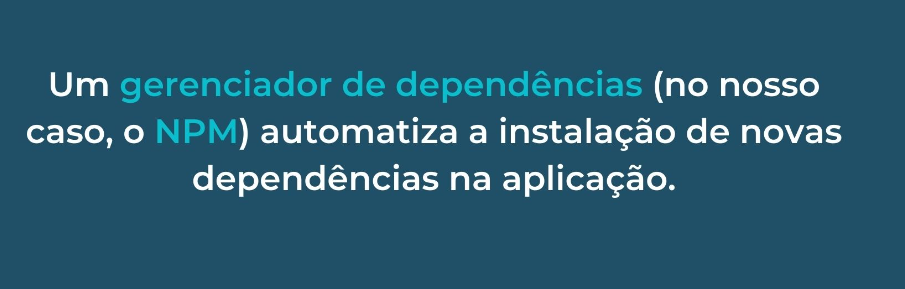 Um gerenciador de dependências (no nosso
caso, o NPM) automatiza a instalação de novas
dependências na aplicação.